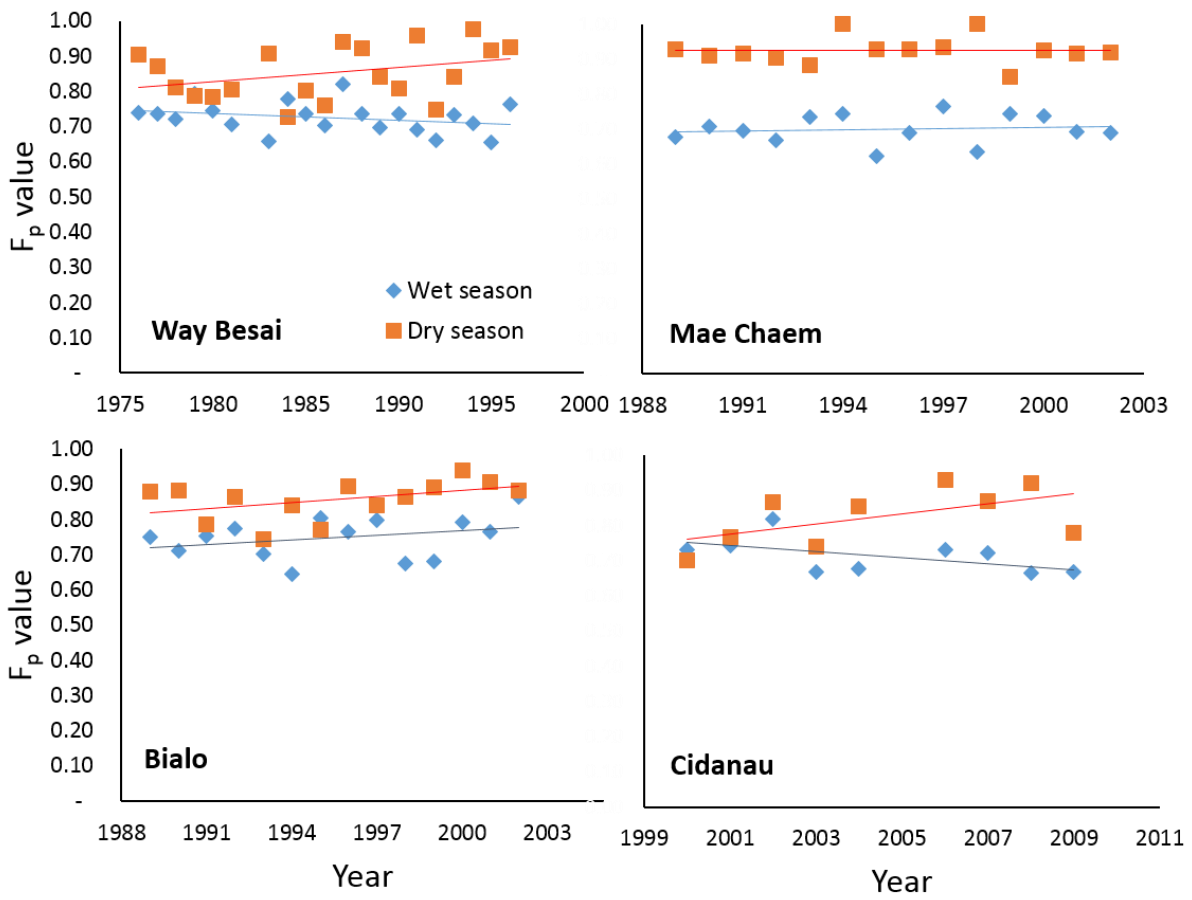 1.00
0.90
0.80
0.70
0.60
0.50
0.40
0.30
0.20
0.10
-
Fp value
Wet season
Dry season
Way Besai
1975 1980 1985 1990 1995 2000
Mae Chaem
1988 1991 1994 1997 2000 2003
1.00
0.90
0.80
0.70
0.60
0.50
0.40
0.30
0.20
0.10
-
Fp value
Bialo
1988 1991 1994 1997 2000 2003
Year
Cidanau
1999 2001 2003 2005 2007 2009 2011
Year